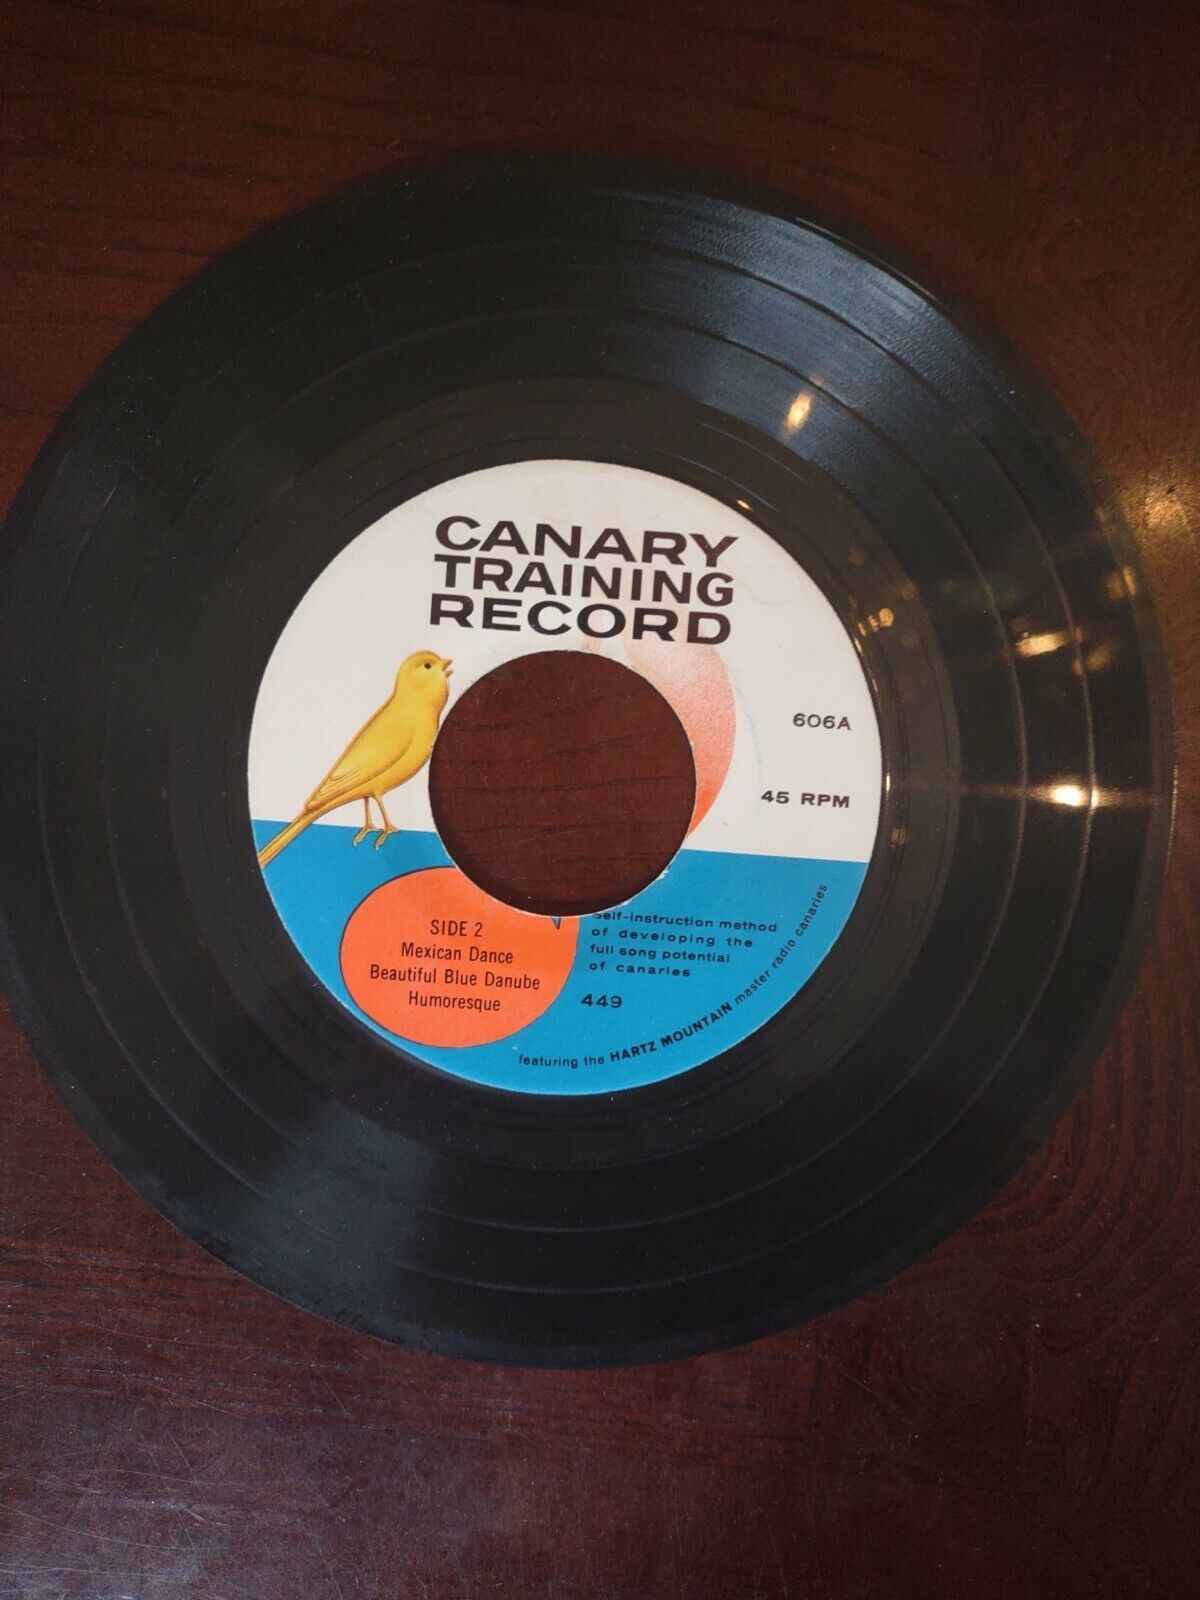 CANARY
TRAINING
RECORD
606A
45 RPM
SIDE 2
Mexican Dance
Beautiful Blue Danube
Humoresque
Self-instruction method
of developing the
full song potential
of canaries
449
featuring the HARTZ MOUNTAIN master radio canaries